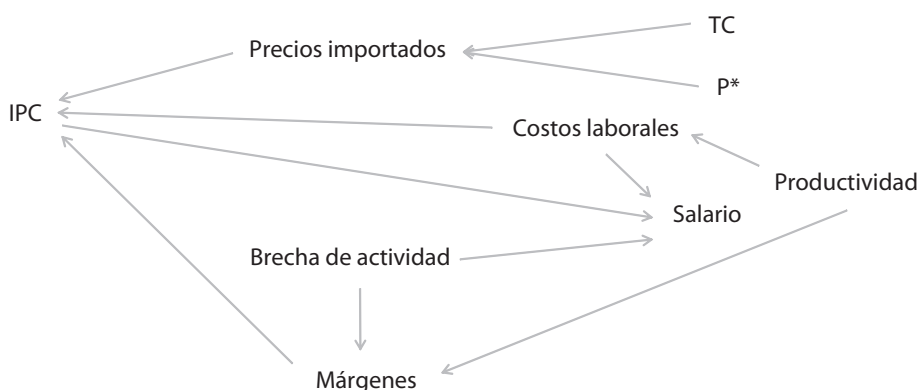 TC
Precios importados
P*
IPC
Costos laborales
Productividad
Salario
Brecha de actividad
Márgenes